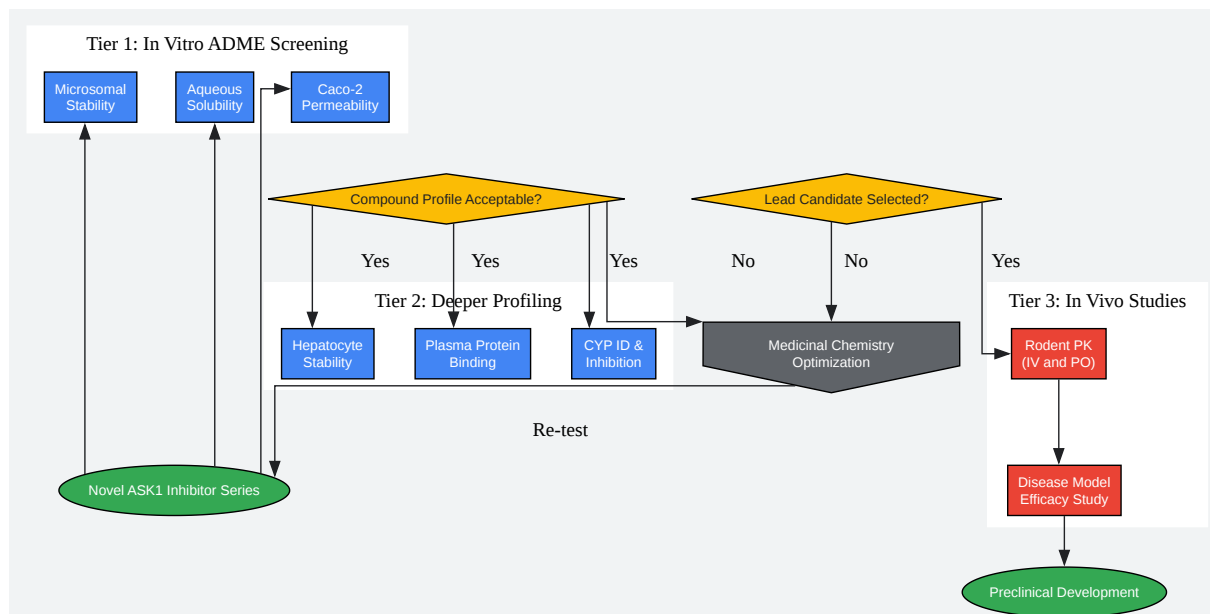 Tier 1: In Vitro ADME Screening
Microsomal
Stability
Aqueous
Solubility
Caco-2
Permeability
Compound Profile Acceptable?
Lead Candidate Selected?
Yes
Yes
Yes
No
No
Yes
Tier 2: Deeper Profiling
Tier 3: In Vivo Studies
Hepatocyte
Stability
Plasma Protein
Binding
CYP ID &
Inhibition
Medicinal Chemistry
Optimization
Rodent PK
(IV and PO)
Re-test
Novel ASK1 Inhibitor Series
Disease Model
Efficacy Study
Preclinical Development